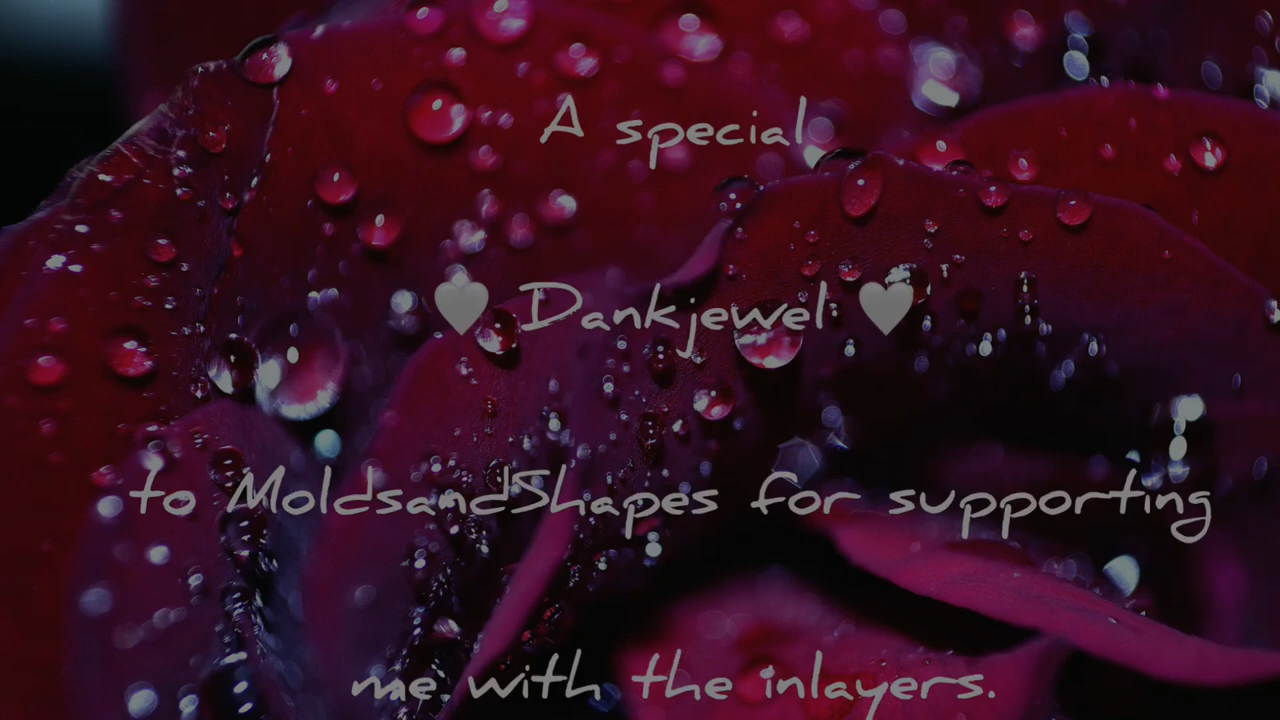 A special
♥ Dankjewel ♥
to MoldsandShapes for supporting
me with the inlayers.